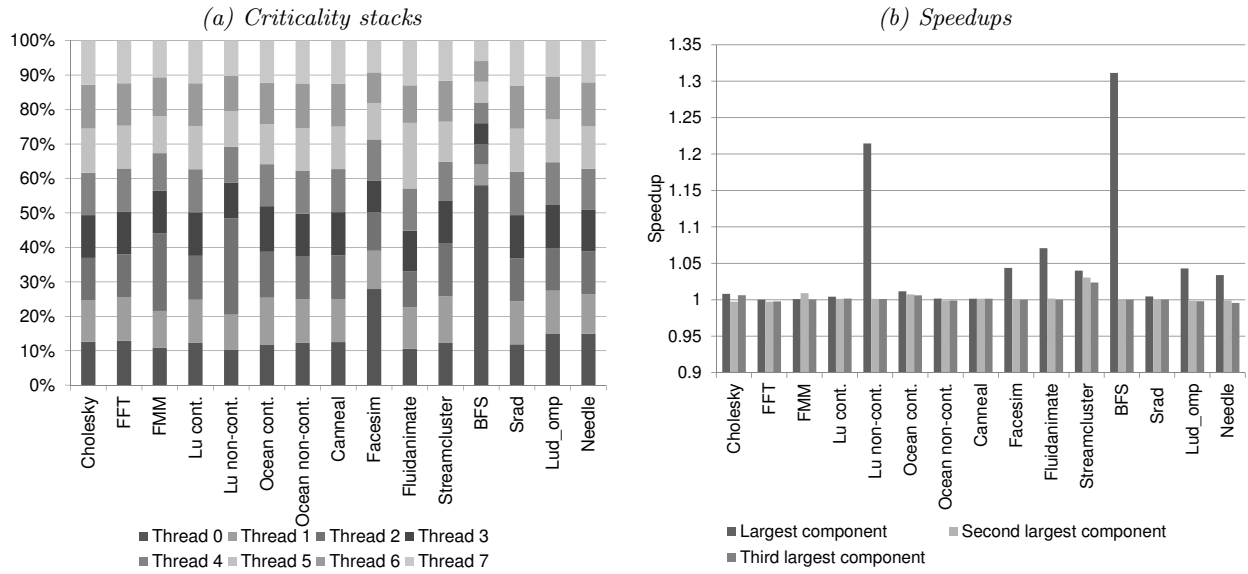 (a) Criticality stacks
100%
90%
80%
70%
60%
50%
40%
30%
20%
10%
0%
Cholesky
FFT
FMM
Lu cont.
Lu non-cont.
Ocean cont.
Ocean non-cont.
Canneal
Facesim
Fluidanimate
Streamcluster
BFS
Srad
Lud_omp
Needle
Thread 0 Thread 1 Thread 2 Thread 3
Thread 4 Thread 5 Thread 6 Thread 7
(b) Speedups
1.35
1.3
1.25
1.2
1.15
1.1
1.05
1
0.95
0.9
Speedup
Cholesky
FFT
FMM
Lu cont.
Lu non-cont.
Ocean cont.
Ocean non-cont.
Canneal
Facesim
Fluidanimate
Streamcluster
BFS
Srad
Lud_omp
Needle
Largest component Second largest component
Third largest component